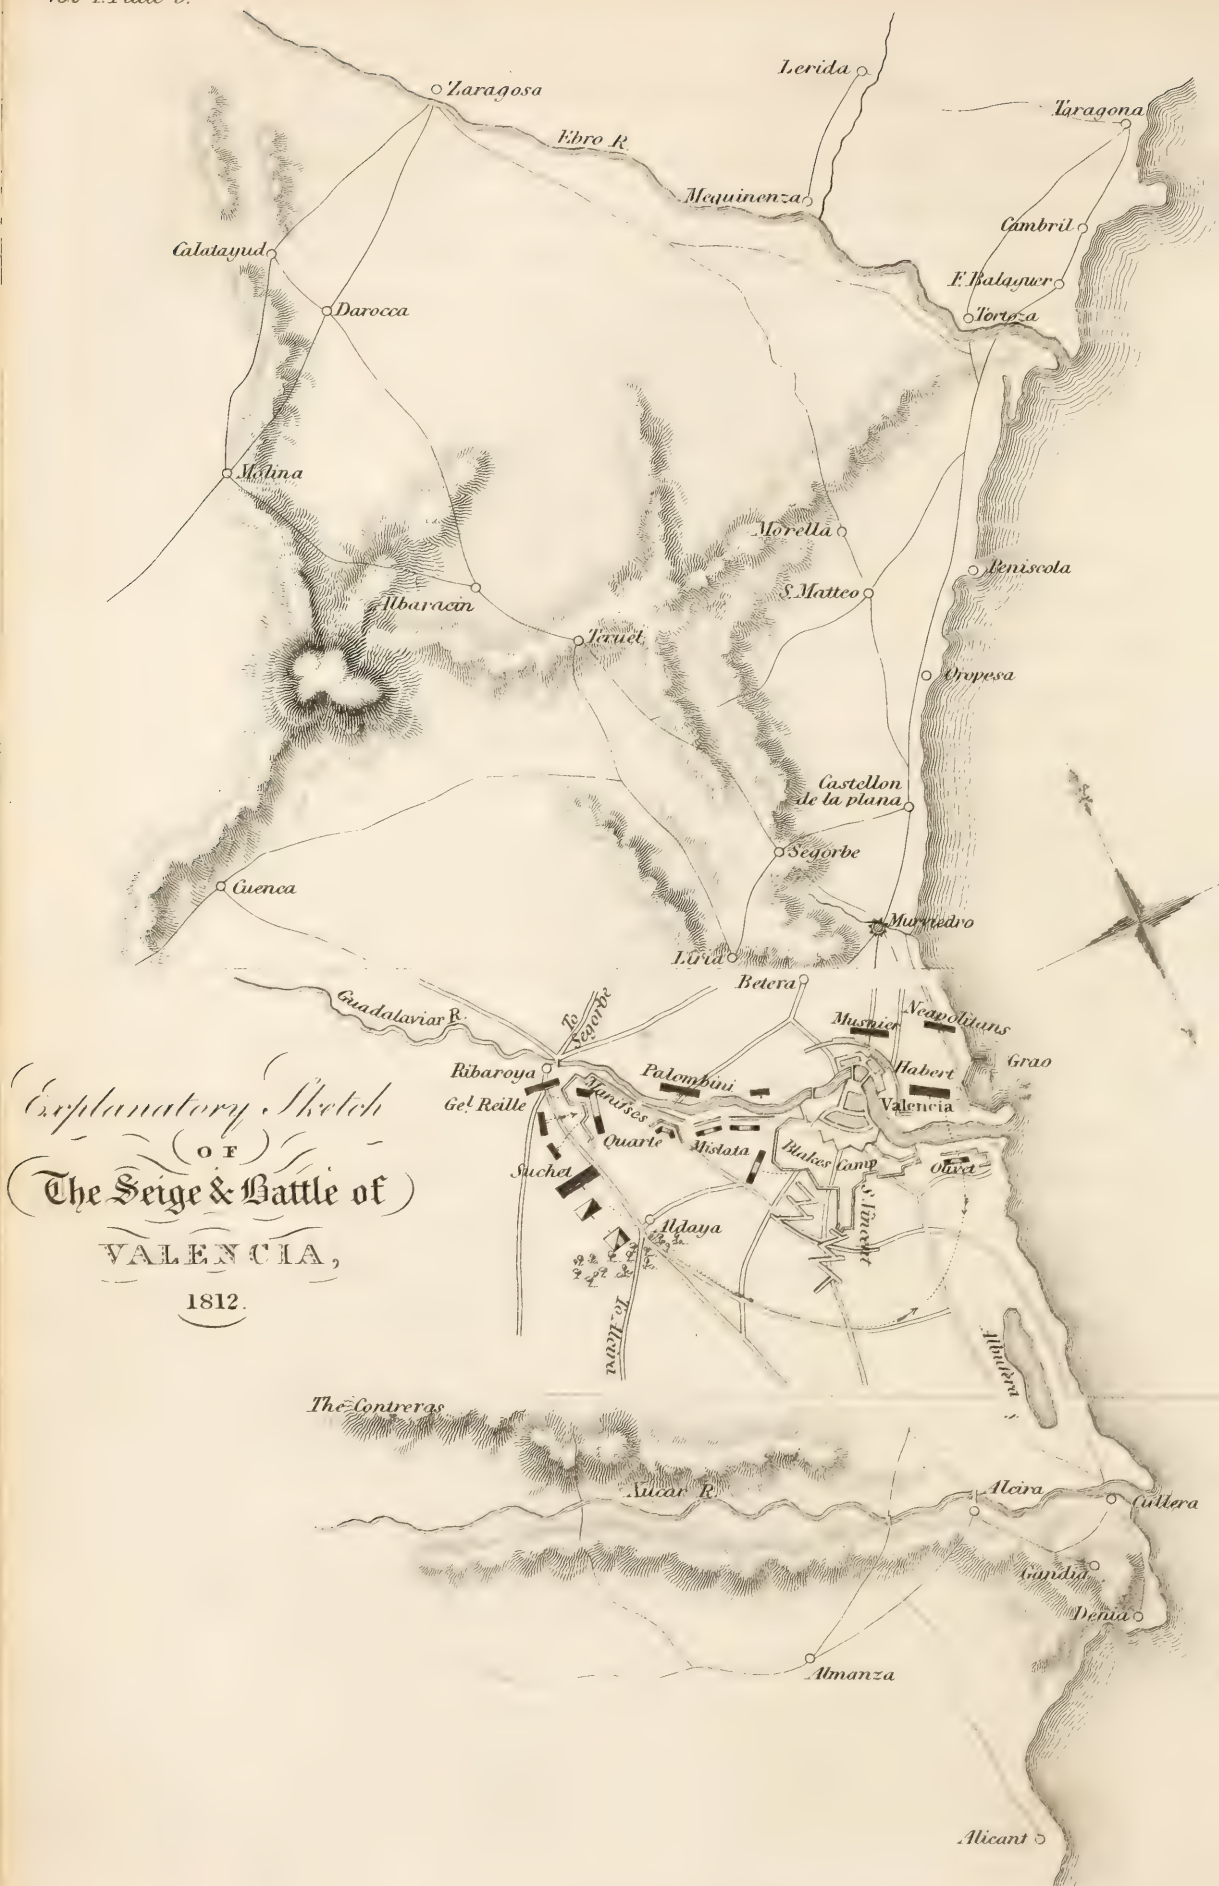 Zaragosa
Lerida
Taragona
Ebro R.
Mequinenza
Cambril
Calatayud
F. Balaguer
Darocca
Tortoza
Molina
Morella
Peniscola
Albaracin
S. Matteo
Teruel
Oropesa
Castellon
de la plana
Segorbe
Cuenca
Murviedro
Liria
Betera
Guadalaviar R.
To
Segorbe
Musnier
Neapolitans
Grao
Ribaroya
Palombini
Habert
Gel. Reille
Manises
Valencia
Quarte
Mislata
Blakes Camp
Olivet
Suchet
S. Vincent
Aldaya
Explanatory Sketch
OF
The Seige & Battle of
VALENCIA,
1812.
Albufera
The Contreras
Xucar R.
Alcira
Cullera
Gandia
Denia
Almanza
Alicant